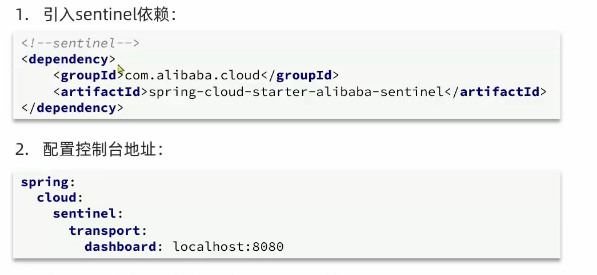 1. 引入sentinel依赖：
<!--sentinel-->
<dependency>
    <groupId>com.alibaba.cloud</groupId>
    <artifactId>spring-cloud-starter-alibaba-sentinel</artifactId>
</dependency>
2. 配置控制台地址：
spring:
  cloud:
    sentinel:
      transport:
        dashboard: localhost:8080